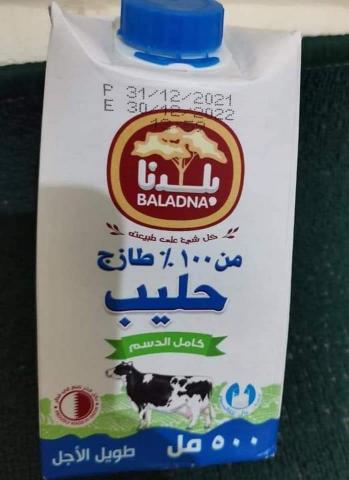 P 31/12/2021
E 30/12/2022
بلدنا
BALADNA
كل شيء على طبيعته
من ١٠٠٪ طازج
حليب
كامل الدسم
٥٠٠ مل
طويل الأجل